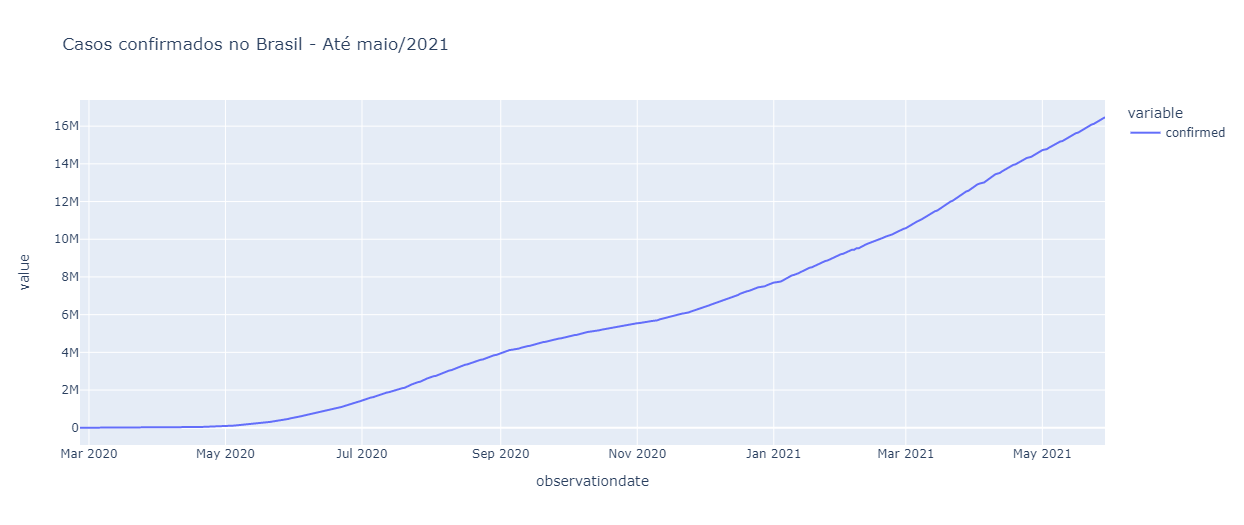 Casos confirmados no Brasil - Até maio/2021
variable
confirmed
value
16M
14M
12M
10M
8M
6M
4M
2M
0
Mar 2020 May 2020 Jul 2020 Sep 2020 Nov 2020 Jan 2021 Mar 2021 May 2021
observationdate